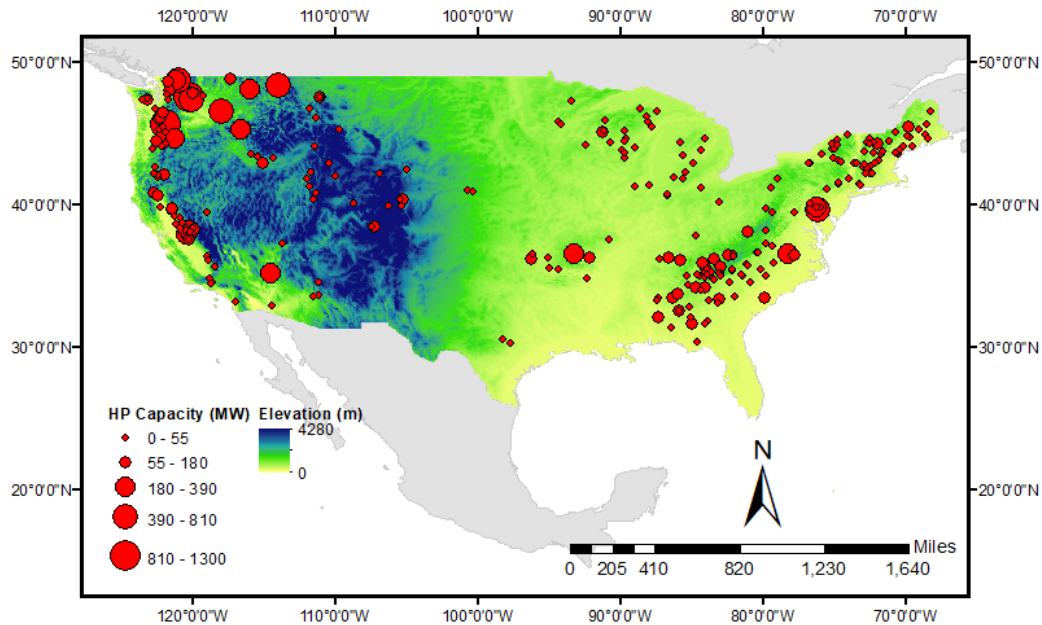 120°0'0"W 110°0'0"W 100°0'0"W 90°0'0"W 80°0'0"W 70°0'0"W
50°0'0"N 50°0'0"N
40°0'0"N 40°0'0"N
30°0'0"N 30°0'0"N
HP Capacity (MW) Elevation (m)
0 - 55 4280
55 - 180 0
180 - 390
390 - 810
810 - 1300
N
20°0'0"N 20°0'0"N
Miles
0 205 410 820 1,230 1,640
120°0'0"W 110°0'0"W 100°0'0"W 90°0'0"W 80°0'0"W 70°0'0"W